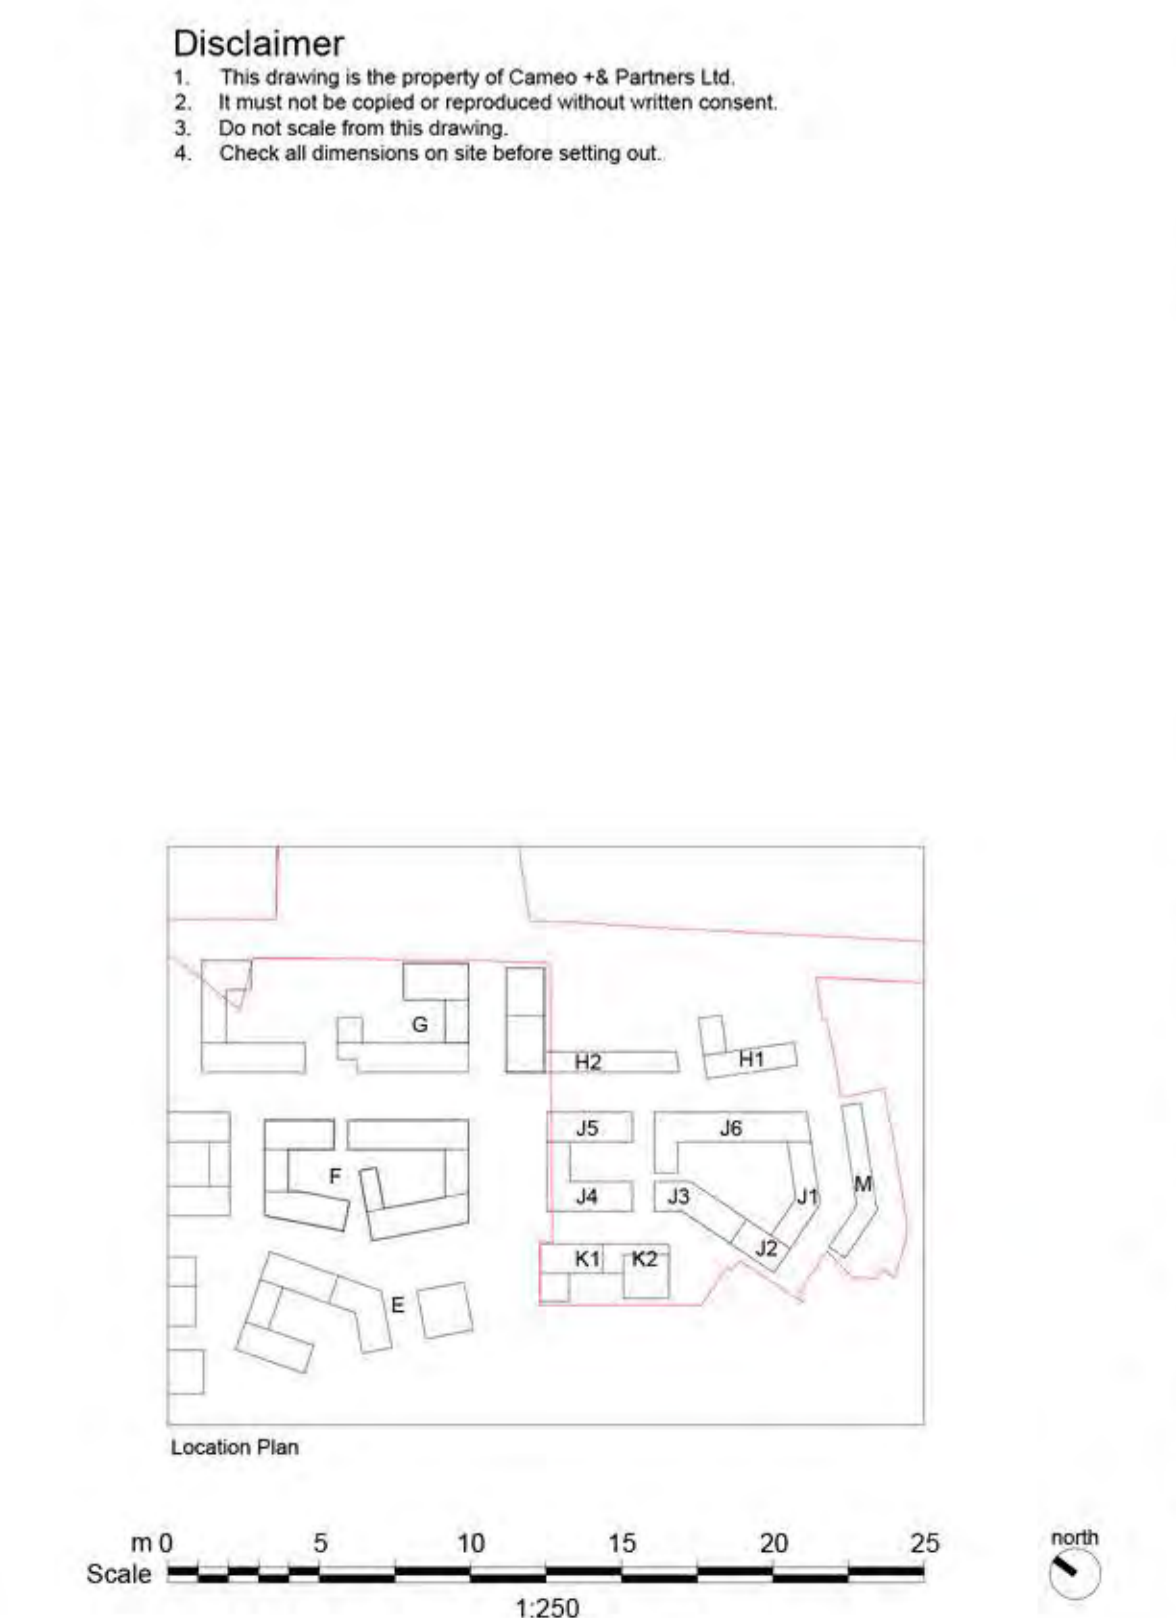 Disclaimer
1. This drawing is the property of Cameo +& Partners Ltd.
2. It must not be copied or reproduced without written consent.
3. Do not scale from this drawing.
4. Check all dimensions on site before setting out.
G
H2
H1
J5
J6
F
J4
J3
J1
M
J2
K1
K2
E
Location Plan
m 0 5 10 15 20 25
Scale
1:250
north